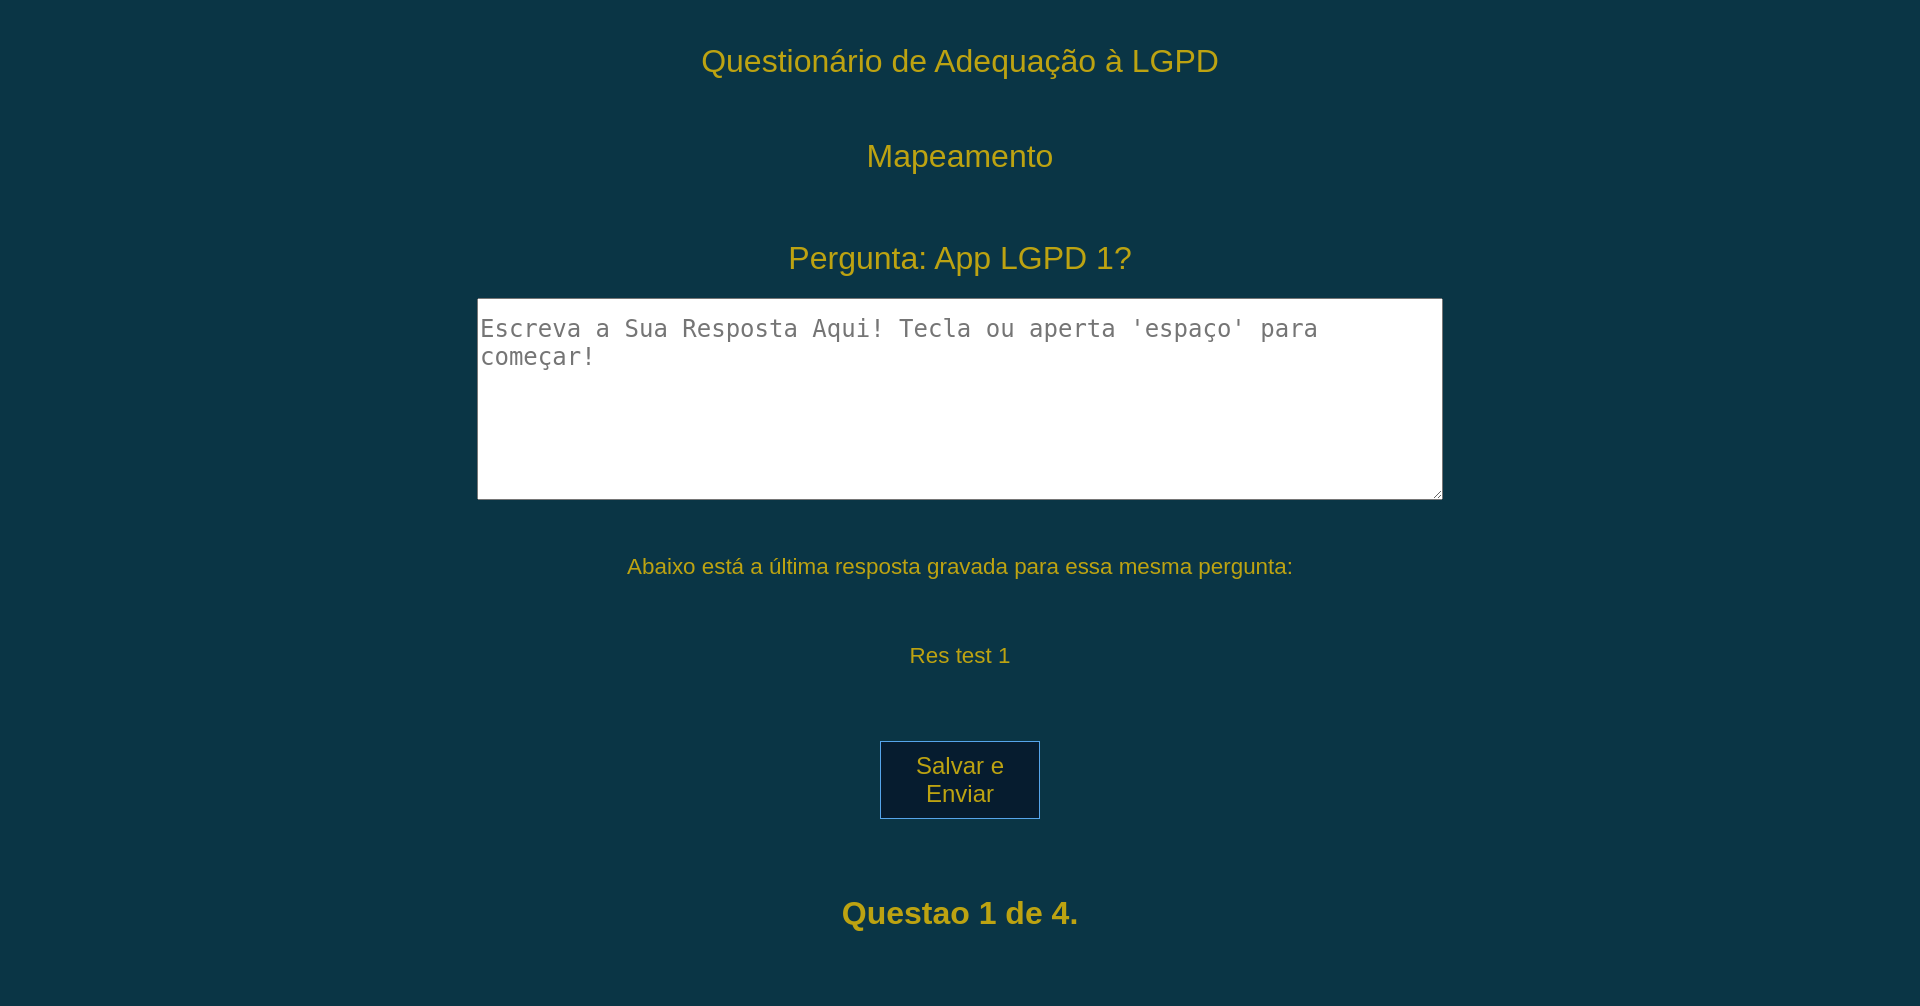 Questionário de Adequação à LGPD
Mapeamento
Pergunta: App LGPD 1?
Escreva a Sua Resposta Aqui! Tecla ou aperta 'espaço' para
começar!
Abaixo está a última resposta gravada para essa mesma pergunta:
Res test 1
Salvar e
Enviar
Questao 1 de 4.